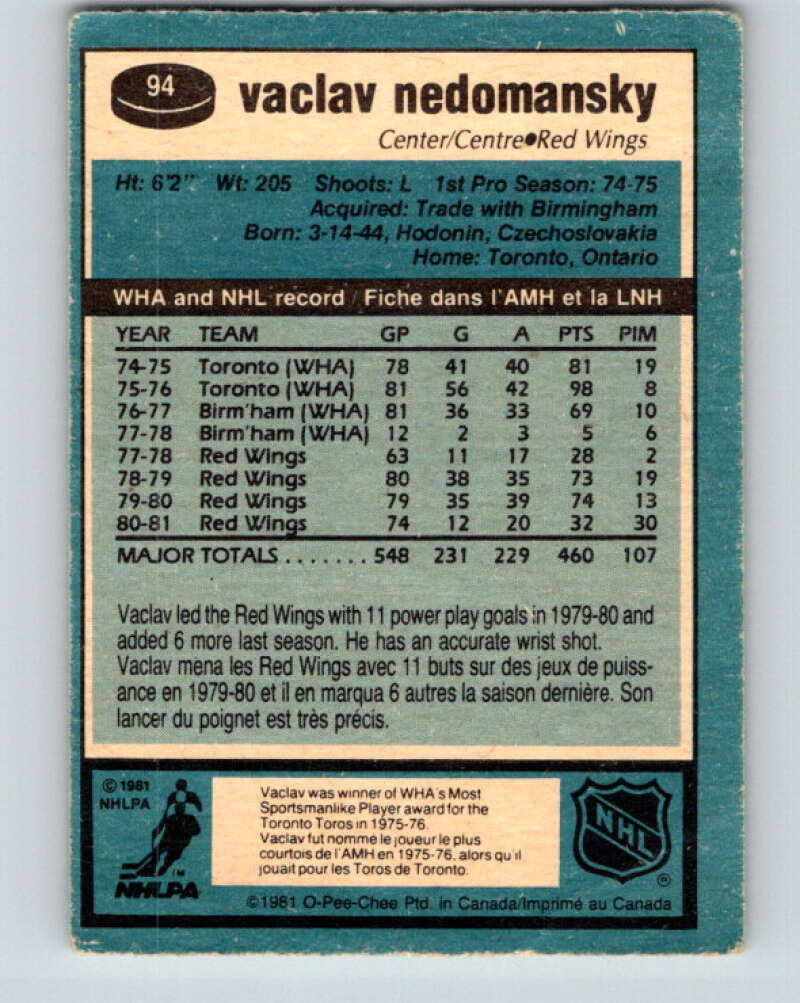 94
vaclav nedomansky
Center/Centre●Red Wings
Ht: 6'2" Wt: 205 Shoots: L 1st Pro Season: 74-75
Acquired: Trade with Birmingham
Born: 3-14-44, Hodonin, Czechoslovakia
Home: Toronto, Ontario
WHA and NHL record / Fiche dans l'AMH et la LNH
YEAR TEAM GP G A PTS PIM
74-75 Toronto (WHA) 78 41 40 81 19
75-76 Toronto (WHA) 81 56 42 98 8
76-77 Birm'ham (WHA) 81 36 33 69 10
77-78 Birm'ham (WHA) 12 2 3 5 6
77-78 Red Wings 63 11 17 28 2
78-79 Red Wings 80 38 35 73 19
79-80 Red Wings 79 35 39 74 13
80-81 Red Wings 74 12 20 32 30
MAJOR TOTALS ....... 548 231 229 460 107
Vaclav led the Red Wings with 11 power play goals in 1979-80 and
added 6 more last season. He has an accurate wrist shot.
Vaclav mena les Red Wings avec 11 buts sur des jeux de puiss-
ance en 1979-80 et il en marqua 6 autres la saison dernière. Son
lancer du poignet est très précis.
© 1981
NHLPA
TM
NHLPA
Vaclav was winner of WHA's Most
Sportsmanlike Player award for the
Toronto Toros in 1975-76.
Vaclav fut nommé le joueur le plus
courtois de l'AMH en 1975-76. alors qu'il
jouait pour les Toros de Toronto.
NHL
®
©1981 O-Pee-Chee Ptd. in Canada/Imprimé au Canada